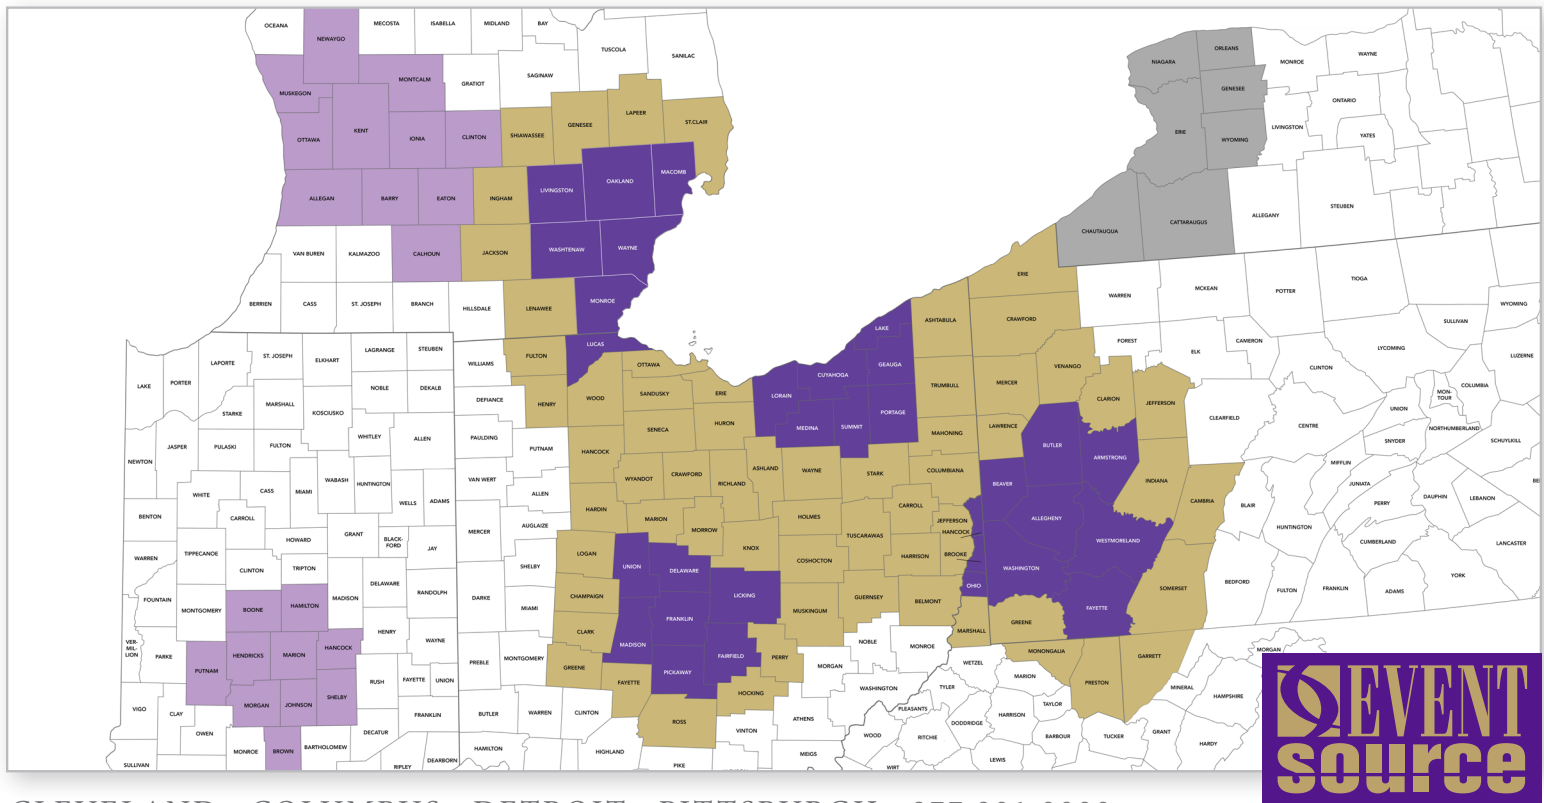 OCEANA
NEWAYGO
MECOSTA
ISABELLA
MIDLAND
BAY
TUSCOLA
SANILAC
MUSKEGON
MONTCALM
GRATIOT
SAGINAW
OTTAWA
KENT
IONIA
CLINTON
SHIAWASSEE
GENESEE
LAPEER
ST.CLAIR
ALLEGAN
BARRY
EATON
INGHAM
LIVINGSTON
OAKLAND
MACOMB
VAN BUREN
KALMAZOO
CALHOUN
JACKSON
WASHTENAW
WAYNE
BERRIEN
CASS
ST. JOSEPH
BRANCH
HILLSDALE
LENAWEE
MONROE
NIAGARA
ORLEANS
GENESEE
ERIE
WYOMING
MONROE
WAYNE
ONTARIO
LIVINGSTON
YATES
CHAUTAUQUA
CATTARAUGUS
ALLEGANY
STEUBEN
LAKE
PORTER
LAPORTE
ST. JOSEPH
ELKHART
LAGRANGE
STEUBEN
NOBLE
DEKALB
STARKE
MARSHALL
KOSCIUSKO
WHITLEY
ALLEN
NEWTON
JASPER
PULASKI
FULTON
WHITE
CASS
MIAMI
WABASH
HUNTINGTON
WELLS
ADAMS
BENTON
CARROLL
HOWARD
GRANT
BLACK-
FORD
JAY
WARREN
TIPPECANOE
CLINTON
TRIPTON
FOUNTAIN
MONTGOMERY
BOONE
HAMILTON
MADISON
DELAWARE
RANDOLPH
VER-
MIL-
LION
PARKE
PUTNAM
HENDRICKS
MARION
HANCOCK
HENRY
WAYNE
VIGO
CLAY
OWEN
MORGAN
JOHNSON
SHELBY
RUSH
FAYETTE
UNION
SULLIVAN
MONROE
BROWN
BARTHOLOMEW
DECATUR
FRANKLIN
RIPLEY
DEARBORN
WILLIAMS
FULTON
LUCAS
OTTAWA
DEFIANCE
HENRY
WOOD
SANDUSKY
ERIE
PAULDING
PUTNAM
HANCOCK
SENECA
HURON
VAN WERT
ALLEN
WYANDOT
CRAWFORD
RICHLAND
ASHLAND
WAYNE
STARK
MERCER
AUGLAIZE
HARDIN
MARION
MORROW
KNOX
HOLMES
DARKE
SHELBY
MIAMI
LOGAN
CHAMPAIGN
CLARK
UNION
DELAWARE
LICKING
FRANKLIN
MADISON
PICKAWAY
FAIRFIELD
PERRY
PREBLE
MONTGOMERY
GREENE
FAYETTE
HOCKING
ROSS
BUTLER
WARREN
CLINTON
HAMILTON
HIGHLAND
PIKE
VINTON
ATHENS
MEIGS
MORGAN
WASHINGTON
NOBLE
MONROE
LORAIN
CUYAHOGA
LAKE
GEAUGA
MEDINA
SUMMIT
PORTAGE
ASHTABULA
TRUMBULL
MAHONING
COLUMBIANA
CARROLL
JEFFERSON
HANCOCK
TUSCARAWAS
HARRISON
BROOKE
COSHOCTON
OHIO
MUSKINGUM
GUERNSEY
BELMONT
MARSHALL
ERIE
CRAWFORD
WARREN
MCKEAN
POTTER
TIOGA
WYOMING
SULLIVAN
MERCER
VENANGO
FOREST
ELK
CAMERON
LYCOMING
LUZERNE
CLINTON
LAWRENCE
BUTLER
CLARION
JEFFERSON
CLEARFIELD
CENTRE
MON-
TOUR
COLUMBIA
UNION
NORTHUMBERLAND
SNYDER
SCHUYLKILL
BEAVER
ARMSTRONG
INDIANA
CAMBRIA
BLAIR
MIFFLIN
JUNIATA
PERRY
DAUPHIN
LEBANON
BE
ALLEGHENY
WESTMORELAND
HUNTINGTON
CUMBERLAND
LANCASTER
WASHINGTON
FAYETTE
SOMERSET
BEDFORD
FULTON
FRANKLIN
ADAMS
YORK
GREENE
MONONGALIA
PRESTON
GARRETT
MORGAN
WETZEL
MARION
TYLER
PLEASANTS
DODDRIDGE
HARRISON
TAYLOR
BARBOUR
TUCKER
GRANT
MINERAL
HAMPSHIRE
HARDY
WOOD
RITCHIE
WIRT
LEWIS
EVENT
source